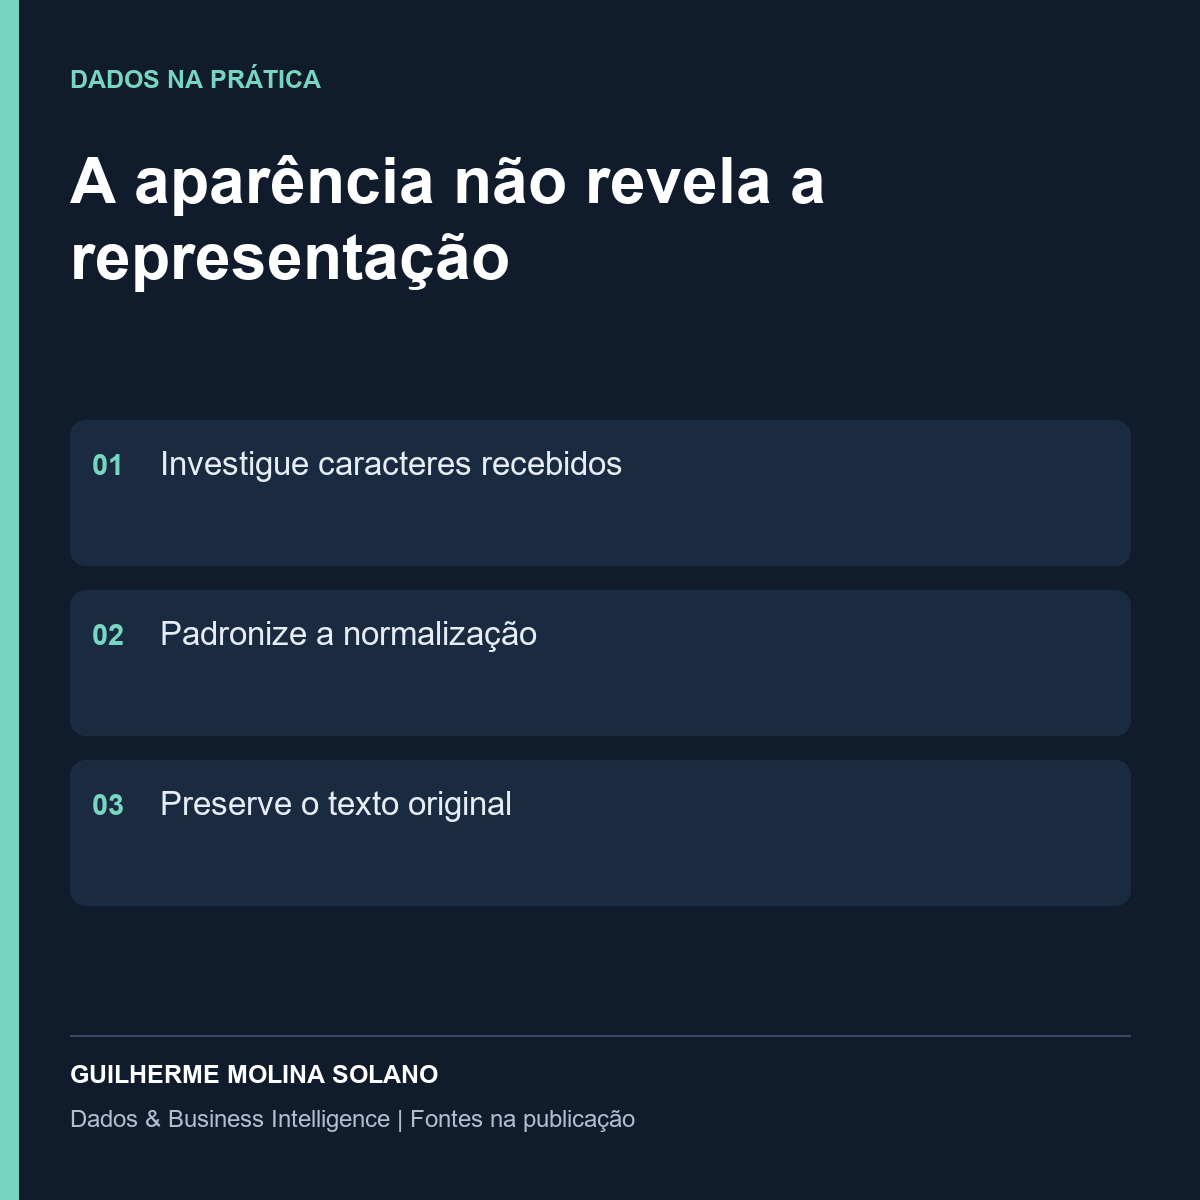 DADOS NA PRÁTICA
A aparência não revela a
representação
01 Investigue caracteres recebidos
02 Padronize a normalização
03 Preserve o texto original
GUILHERME MOLINA SOLANO
Dados & Business Intelligence | Fontes na publicação